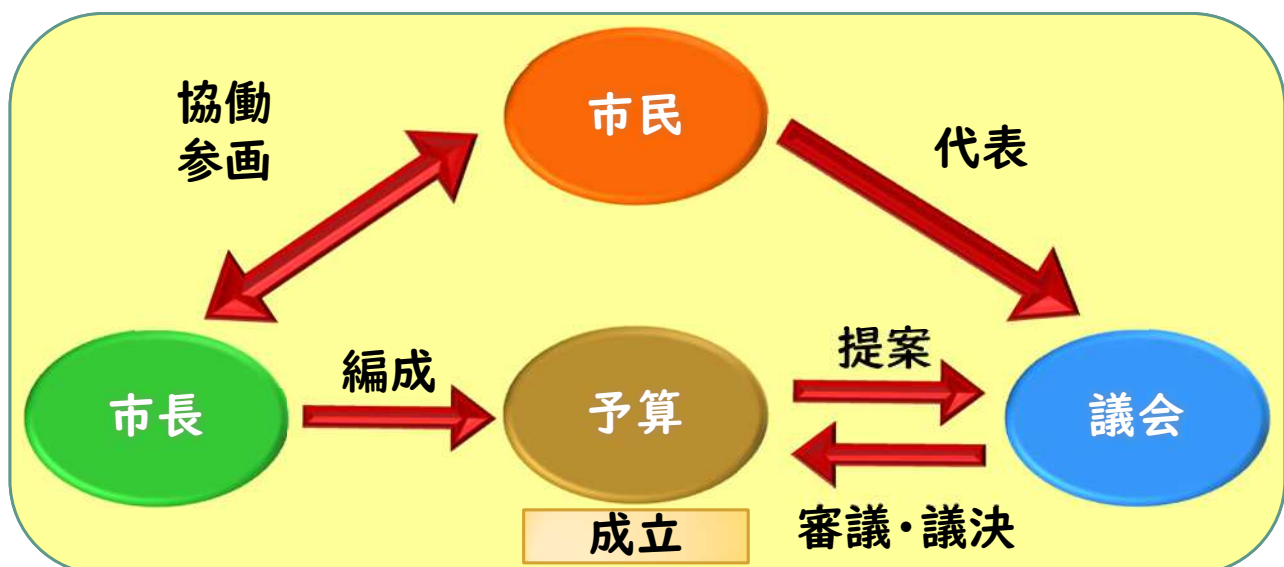 協働
参画
市民
代表
市長
編成
予算
提案
議会
成立
審議・議決